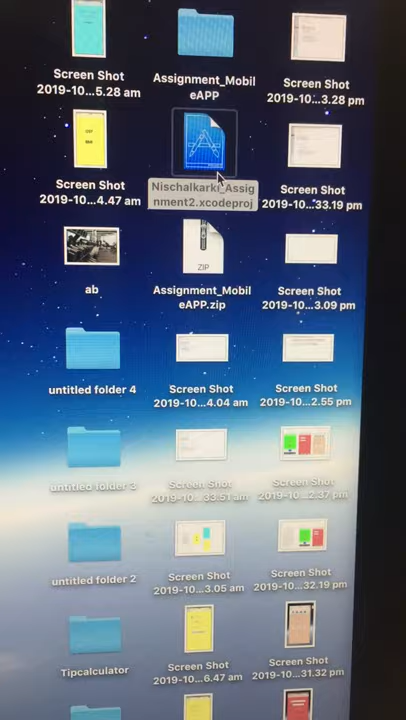 Screen Shot
2019-10...5.28 am
Assignment_Mobil
eAPP
Screen Shot
2019-10...3.28 pm
Screen Shot
2019-10...4.47 am
Nischalkarki_Assig
nment2.xcodeproj
Screen Shot
2019-10...33.19 pm
ab
ZIP
Assignment_Mobil
eAPP.zip
Screen Shot
2019-10...3.09 pm
untitled folder 4
Screen Shot
2019-10...4.04 am
Screen Shot
2019-10...2.55 pm
untitled folder 3
Screen Shot
2019-10...33.51 am
Screen Shot
2019-10...2.37 pm
untitled folder 2
Screen Shot
2019-10...3.05 am
Screen Shot
2019-10...32.19 pm
Tipcalculator
Screen Shot
2019-10...6.47 am
Screen Shot
2019-10...31.32 pm